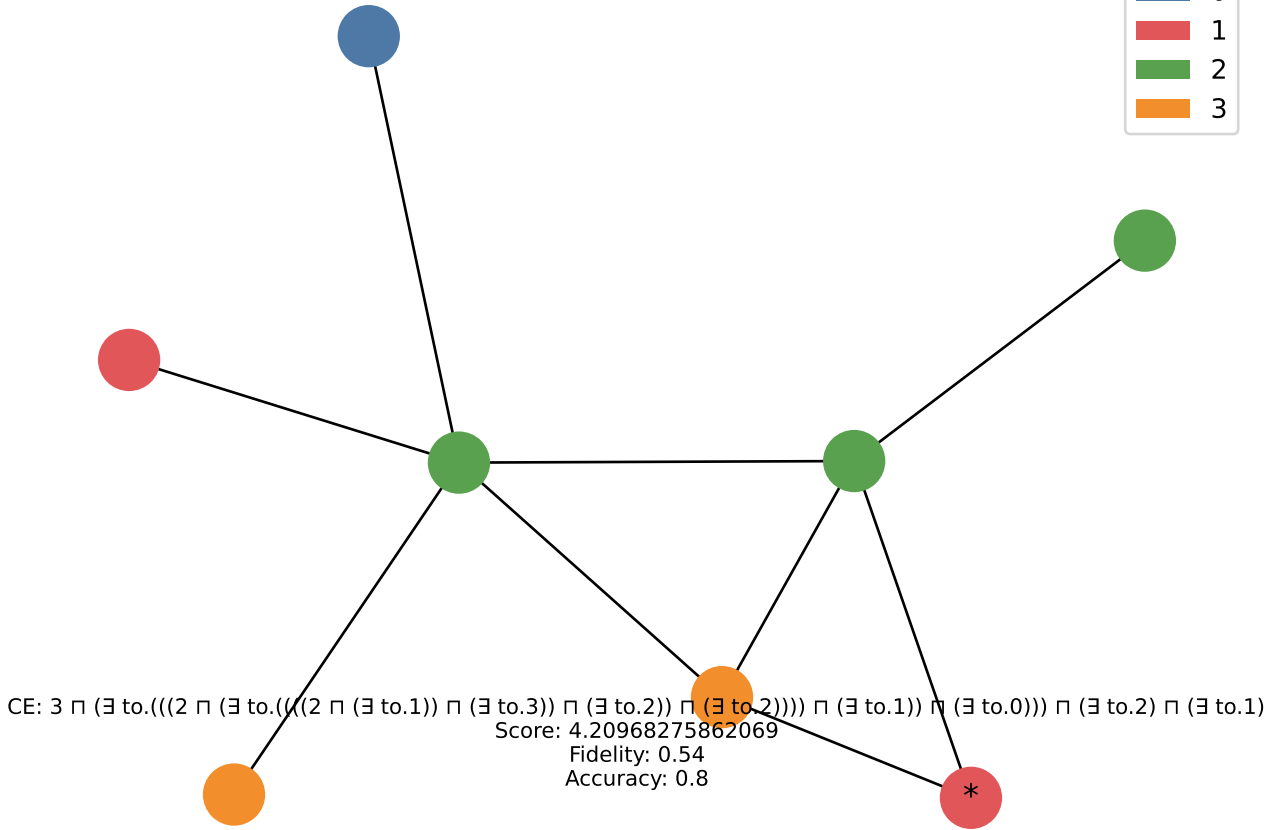 1
2
3
CE: 3 ⊓ (∃ to.(((2 ⊓ (∃ to.((((2 ⊓ (∃ to.1)) ⊓ (∃ to.3)) ⊓ (∃ to.2)) ⊓ (∃ to.2)))) ⊓ (∃ to.1)) ⊓ (∃ to.0))) ⊓ (∃ to.2) ⊓ (∃ to.1)
Score: 4.20968275862069
Fidelity: 0.54
Accuracy: 0.8
*